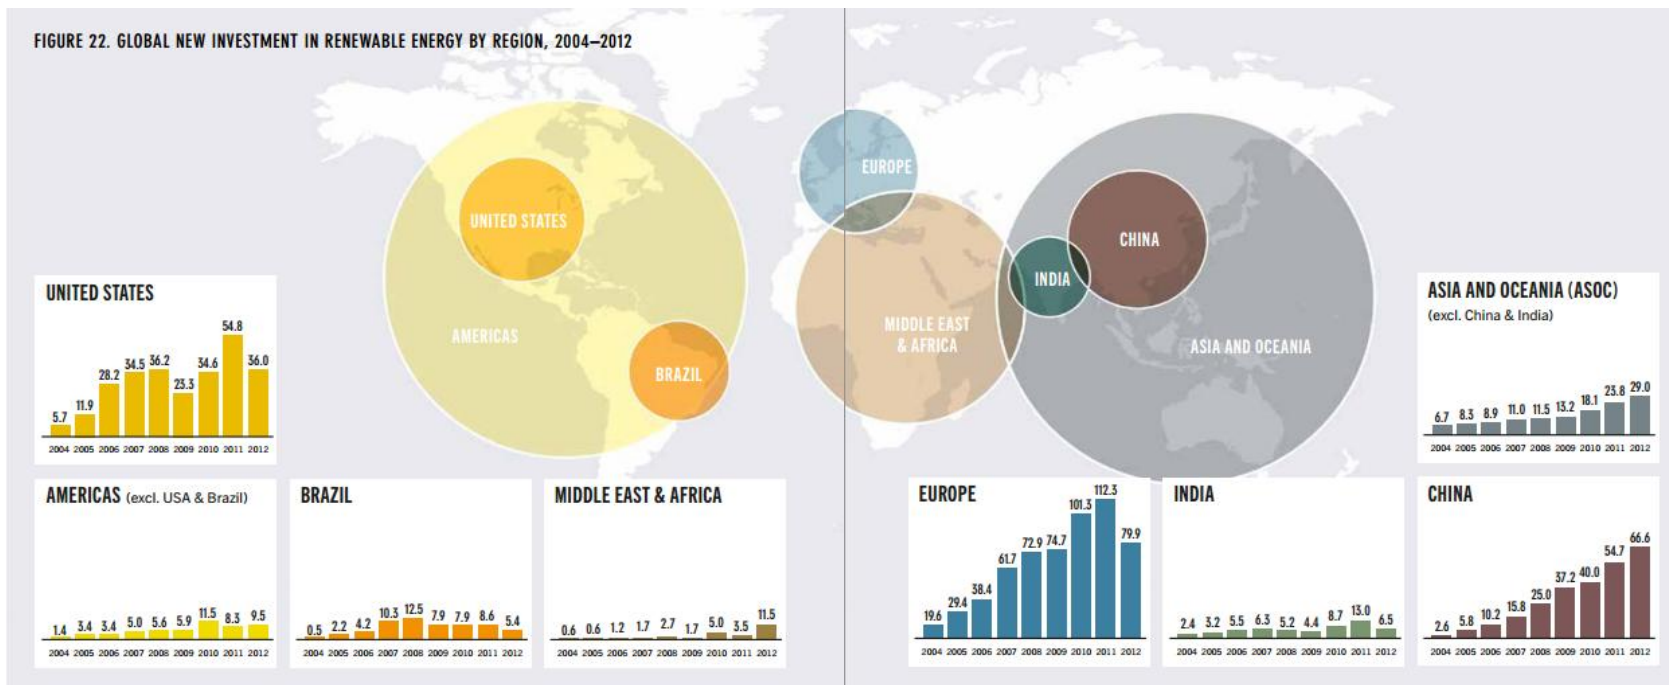 FIGURE 22. GLOBAL NEW INVESTMENT IN RENEWABLE ENERGY BY REGION, 2004–2012
EUROPE
UNITED STATES
CHINA
INDIA
AMERICAS
MIDDLE EAST
& AFRICA
ASIA AND OCEANIA
BRAZIL
UNITED STATES
5.7 11.9 28.2 34.5 36.2 23.3 34.6 54.8 36.0
2004 2005 2006 2007 2008 2009 2010 2011 2012
ASIA AND OCEANIA (ASOC)
(excl. China & India)
6.7 8.3 8.9 11.0 11.5 13.2 18.1 23.8 29.0
2004 2005 2006 2007 2008 2009 2010 2011 2012
AMERICAS (excl. USA & Brazil)
1.4 3.4 3.4 5.0 5.6 5.9 11.5 8.3 9.5
2004 2005 2006 2007 2008 2009 2010 2011 2012
BRAZIL
0.5 2.2 4.2 10.3 12.5 7.9 7.9 8.6 5.4
2004 2005 2006 2007 2008 2009 2010 2011 2012
MIDDLE EAST & AFRICA
0.6 0.6 1.2 1.7 2.7 1.7 5.0 3.5 11.5
2004 2005 2006 2007 2008 2009 2010 2011 2012
EUROPE
19.6 29.4 38.4 61.7 72.9 74.7 101.3 112.3 79.9
2004 2005 2006 2007 2008 2009 2010 2011 2012
INDIA
2.4 3.2 5.5 6.3 5.2 4.4 8.7 13.0 6.5
2004 2005 2006 2007 2008 2009 2010 2011 2012
CHINA
2.6 5.8 10.2 15.8 25.0 37.2 40.0 54.7 66.6
2004 2005 2006 2007 2008 2009 2010 2011 2012